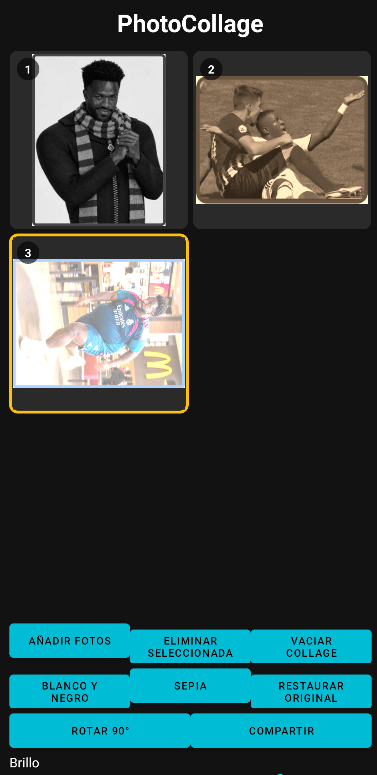 PhotoCollage
1
2
3
AÑADIR FOTOS
ELIMINAR
SELECCIONADA
VACIAR
COLLAGE
BLANCO Y
NEGRO
SEPIA
RESTAURAR
ORIGINAL
ROTAR 90°
COMPARTIR
Brillo